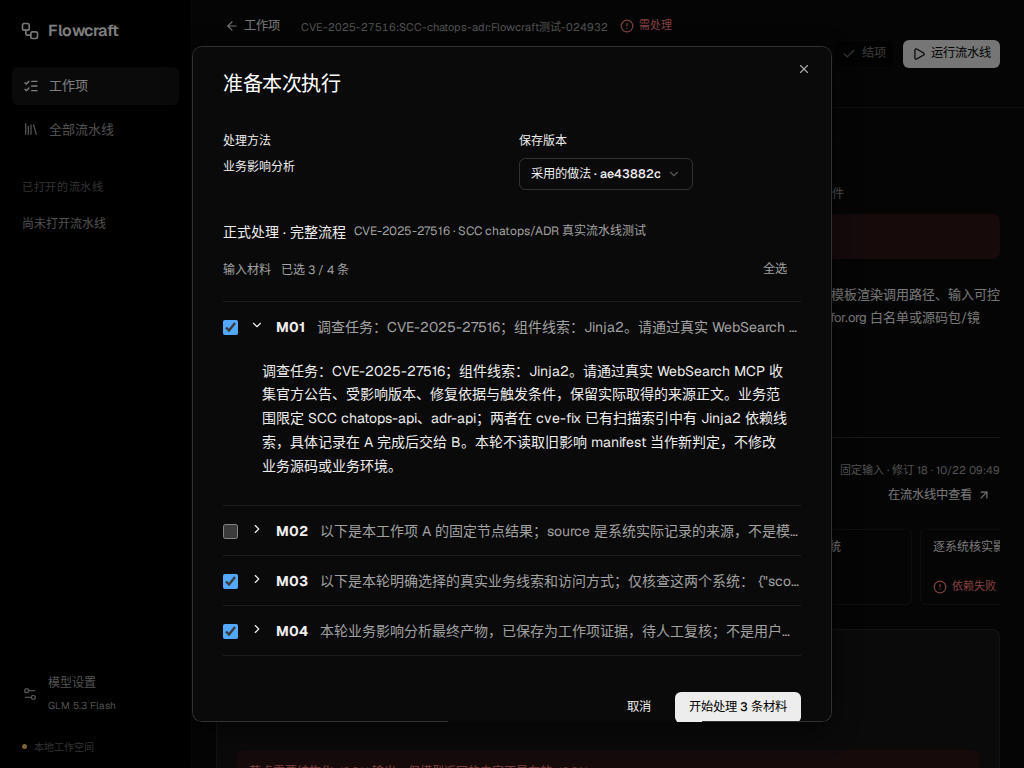 Flowcraft
工作项
全部流水线
已打开的流水线
尚未打开流水线
模型设置
GLM 5.3 Flash
本地工作空间
工作项 CVE-2025-27516:SCC-chatops-adr:Flowcraft测试-024932 需处理
结项 运行流水线
准备本次执行
处理方法
业务影响分析
保存版本
采用的做法 · ae43882c
正式处理 · 完整流程 CVE-2025-27516 · SCC chatops/ADR 真实流水线测试
输入材料 已选 3 / 4 条 全选
M01 调查任务：CVE-2025-27516；组件线索：Jinja2。请通过真实 WebSearch ...
调查任务：CVE-2025-27516；组件线索：Jinja2。请通过真实 WebSearch MCP 收
集官方公告、受影响版本、修复依据与触发条件，保留实际取得的来源正文。业务范
围限定 SCC chatops-api、adr-api；两者在 cve-fix 已有扫描索引中有 Jinja2 依赖线
索，具体记录在 A 完成后交给 B。本轮不读取旧影响 manifest 当作新判定，不修改
业务源码或业务环境。
M02 以下是本工作项 A 的固定节点结果；source 是系统实际记录的来源，不是模...
M03 以下是本轮明确选择的真实业务线索和访问方式；仅核查这两个系统： {"sco...
M04 本轮业务影响分析最终产物，已保存为工作项证据，待人工复核；不是用户...
取消 开始处理 3 条材料
件
模板渲染调用路径、输入可控
for.org 白名单或源码包/镜
固定输入 · 修订 18 · 10/22 09:49
在流水线中查看
统
逐系统核实影
依赖失败